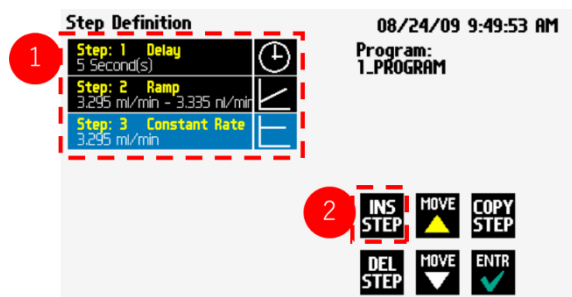 Step Definition
08/24/09 9:49:53 AM
1
Step: 1 Delay
5 Second(s)
Step: 2 Ramp
3.295 ml/min - 3.335 nl/min
Step: 3 Constant Rate
3.295 ml/min
Program:
1_PROGRAM
2
INS
STEP
MOVE
COPY
STEP
DEL
STEP
MOVE
ENTR